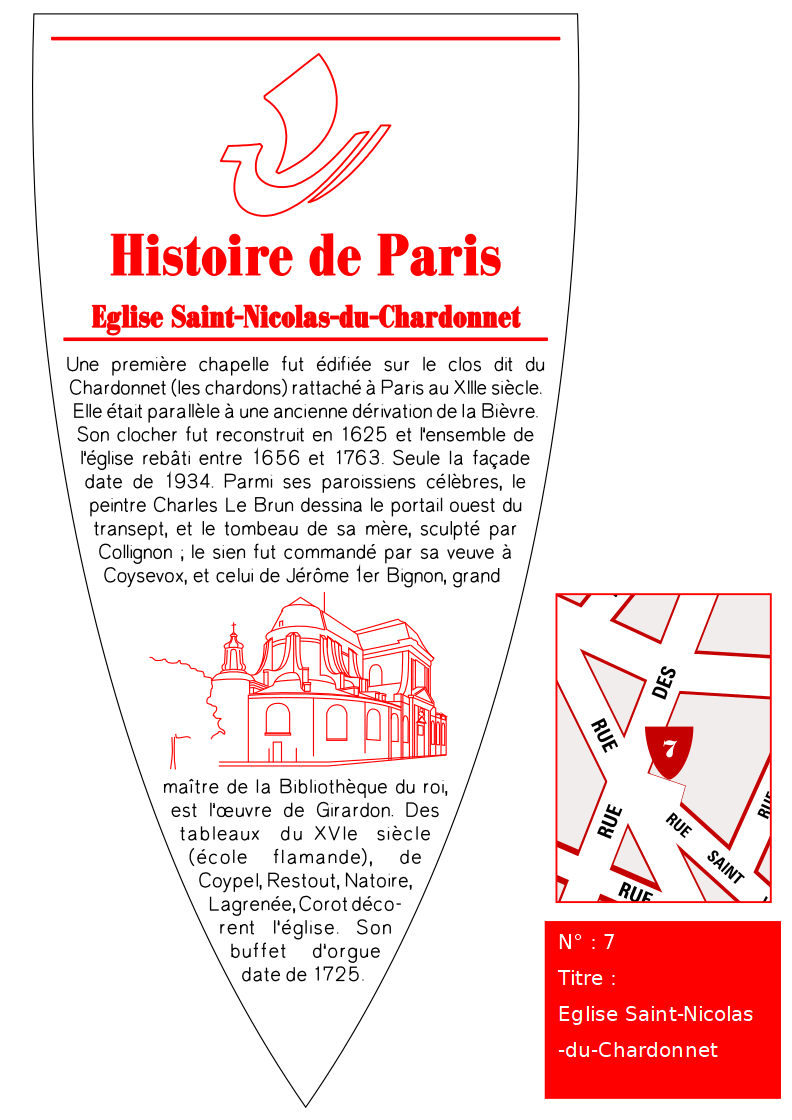 Histoire de Paris
Eglise Saint-Nicolas-du-Chardonnet
Une première chapelle fut édifiée sur le clos dit du
Chardonnet (les chardons) rattaché à Paris au XIIIe siècle.
Elle était parallèle à une ancienne dérivation de la Bièvre.
Son clocher fut reconstruit en 1625 et l'ensemble de
l'église rebâti entre 1656 et 1763. Seule la façade
date de 1934. Parmi ses paroissiens célèbres, le
peintre Charles Le Brun dessina le portail ouest du
transept, et le tombeau de sa mère, sculpté par
Collignon ; le sien fut commandé par sa veuve à
Coysevox, et celui de Jérôme 1er Bignon, grand
maître de la Bibliothèque du roi,
est l'œuvre de Girardon. Des
tableaux du XVIe siècle
(école flamande), de
Coypel, Restout, Natoire,
Lagrenée, Corot déco-
rent l'église. Son
buffet d'orgue
date de 1725.
DES
RUE
7
RUE
RUE
SAINT
RUE
N° : 7
Titre :
Eglise Saint-Nicolas
-du-Chardonnet